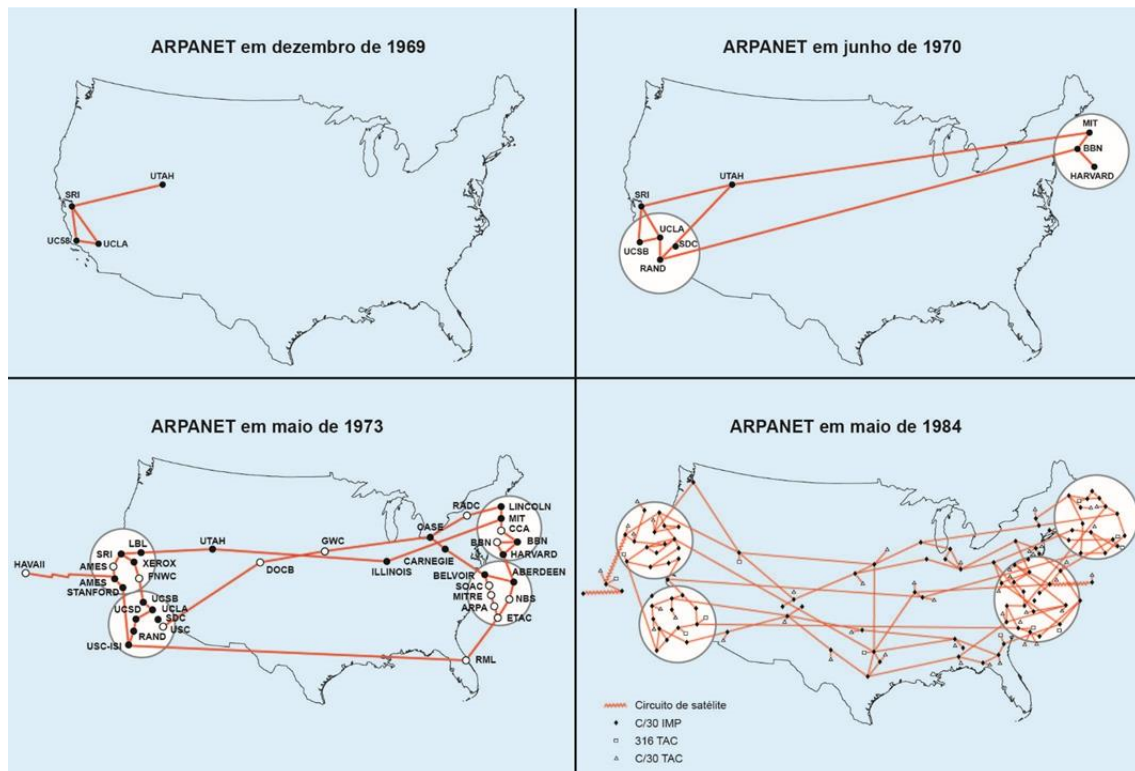 ARPANET em dezembro de 1969
UTAH
SRI
UCSB
UCLA
ARPANET em junho de 1970
MIT
BBN
HARVARD
UTAH
SRI
UCLA
UCSB
SDC
RAND
ARPANET em maio de 1973
RADC
LINCOLN
MIT
CCA
CASE
BBN
BBN
HARVARD
GWC
LBL
UTAH
SRI
XEROX
DOCB
ILLINOIS
CARNEGIE
ABERDEEN
HAVAII
AMES
FNWC
BELVOIR
AMES
SOAC
STANFORD
UCSB
MITRE
NBS
UCSD
UCLA
ARPA
SDC
ETAC
USC
RAND
USC-ISI
RML
ARPANET em maio de 1984
Circuito de satélite
C/30 IMP
316 TAC
C/30 TAC